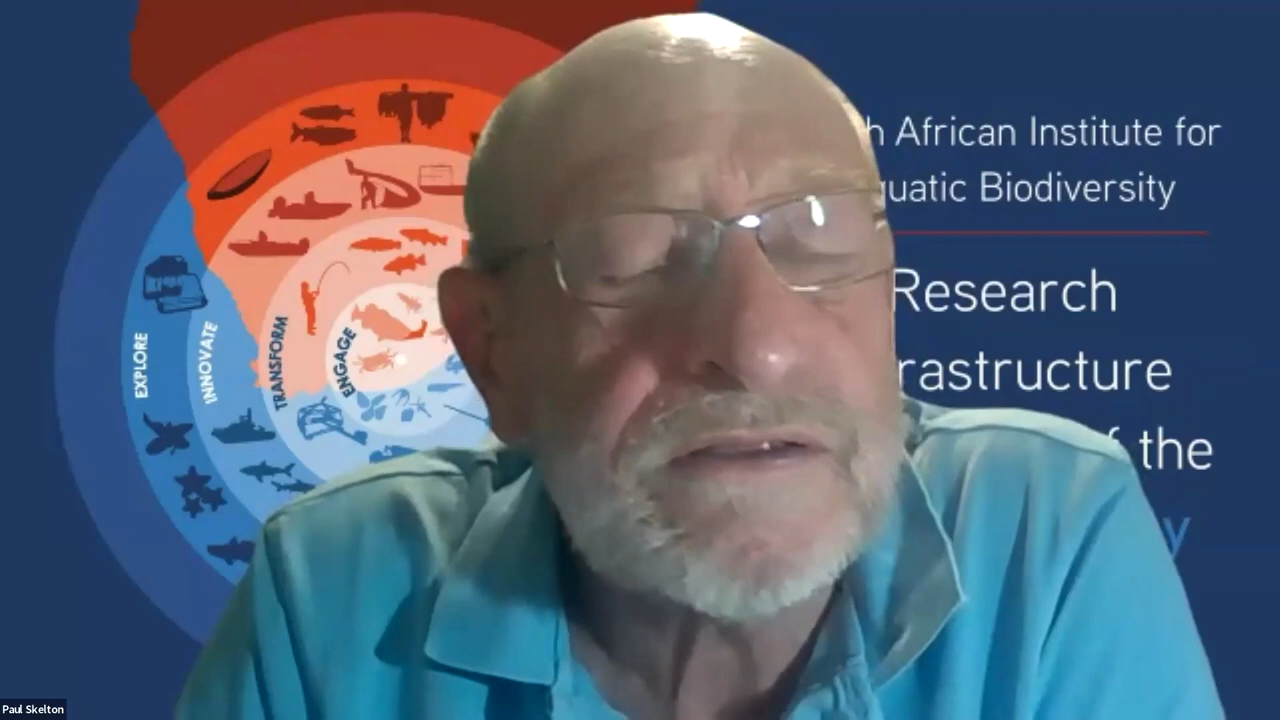 h African Institute for
quatic Biodiversity
Research
rastructure
f the
y
EXPLORE
INNOVATE
TRANSFORM
ENGAGE
Paul Skelton